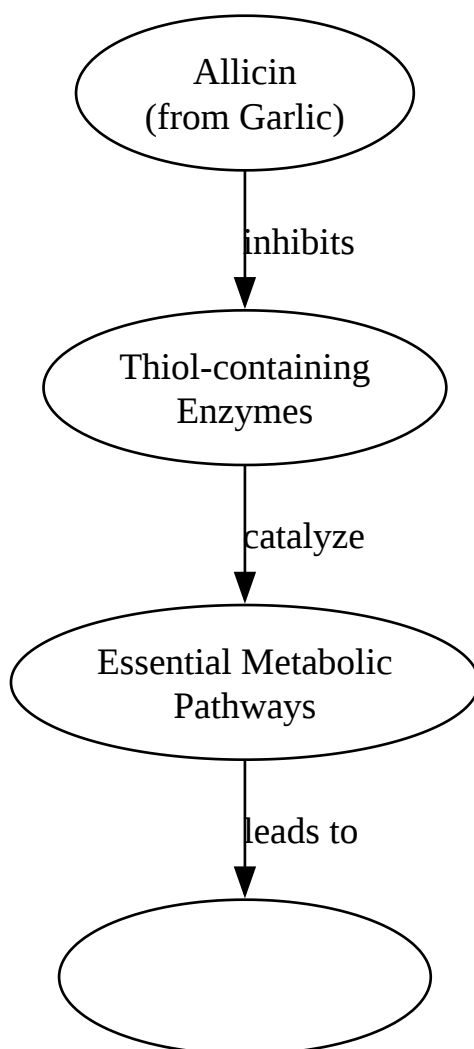 Allicin
(from Garlic)
inhibits
Thiol-containing
Enzymes
catalyze
Essential Metabolic
Pathways
leads to